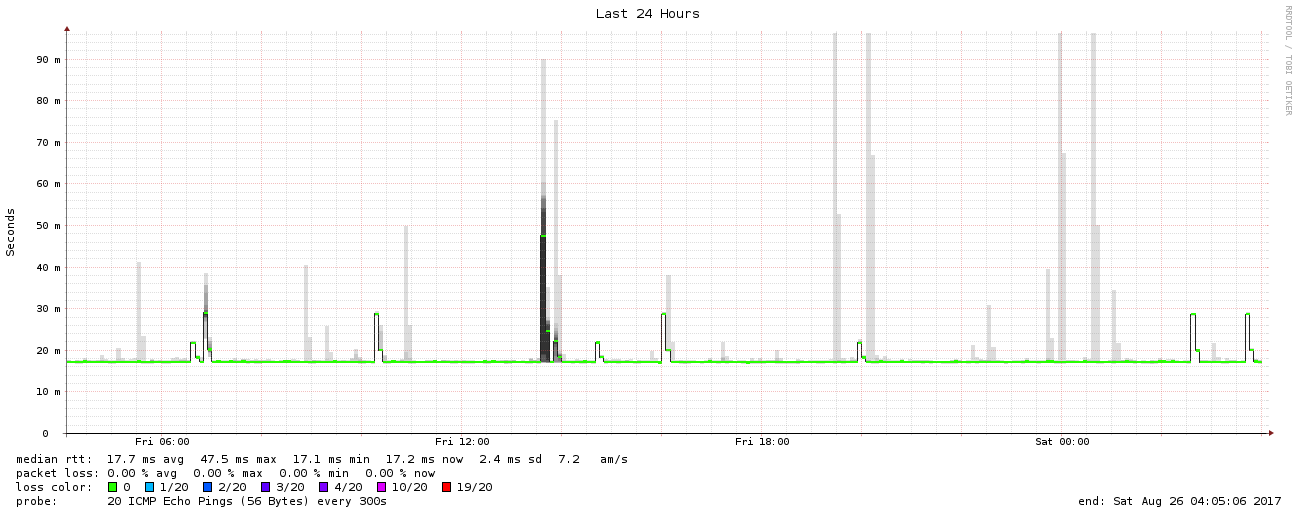 Last 24 Hours
RRDTOOL / TOBI OETIKER
Seconds
90 m
80 m
70 m
60 m
50 m
40 m
30 m
20 m
10 m
0
Fri 06:00 Fri 12:00 Fri 18:00 Sat 00:00
median rtt: 17.7 ms avg 47.5 ms max 17.1 ms min 17.2 ms now 2.4 ms sd 7.2 am/s
packet loss: 0.00 % avg 0.00 % max 0.00 % min 0.00 % now
loss color: 0 1/20 2/20 3/20 4/20 10/20 19/20
probe: 20 ICMP Echo Pings (56 Bytes) every 300s end: Sat Aug 26 04:05:06 2017